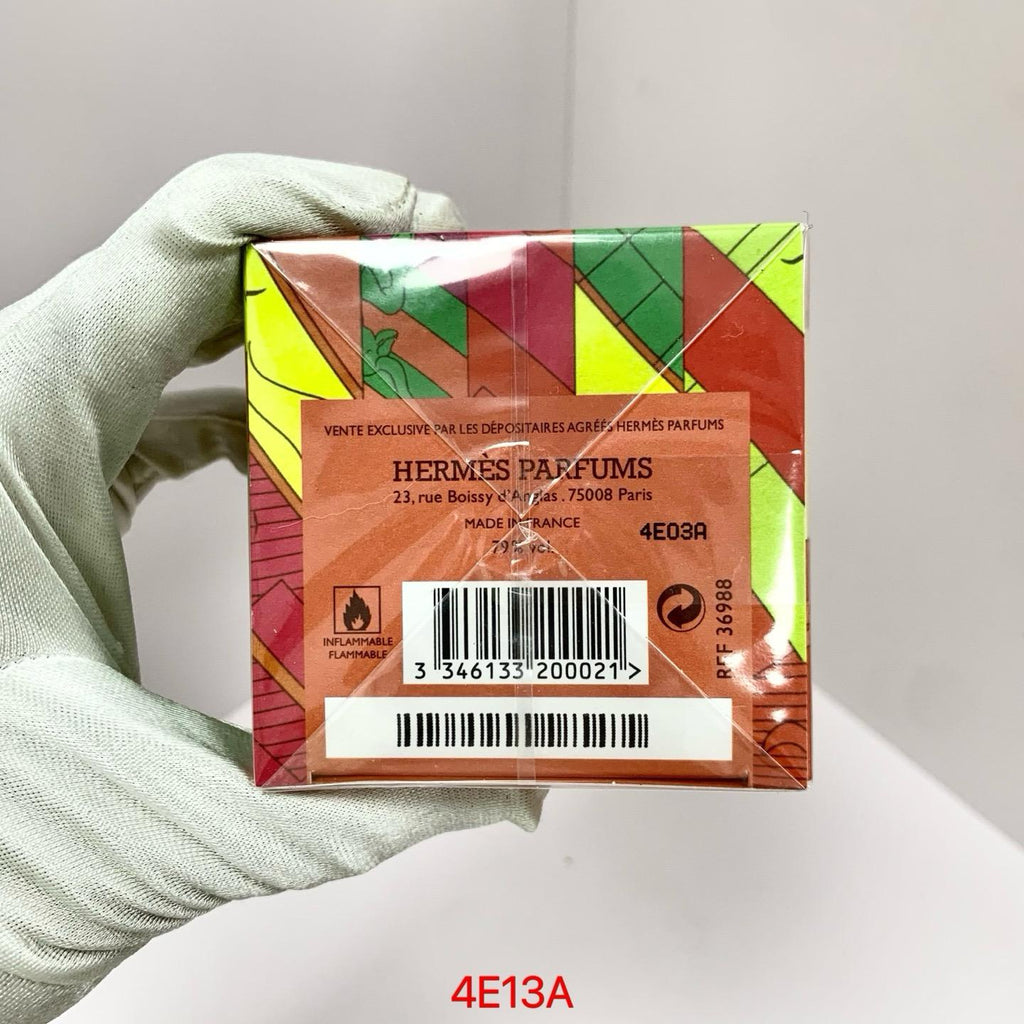 VENTE EXCLUSIVE PAR LES DÉPOSITAIRES AGRÉÉS HERMÈS PARFUMS
HERMÈS PARFUMS
23, rue Boissy d'Anglas . 75008 Paris
MADE IN FRANCE
4E03A
79% vol.
INFLAMMABLE
FLAMMABLE
3 346133 200021 >
REF 36988
4E13A